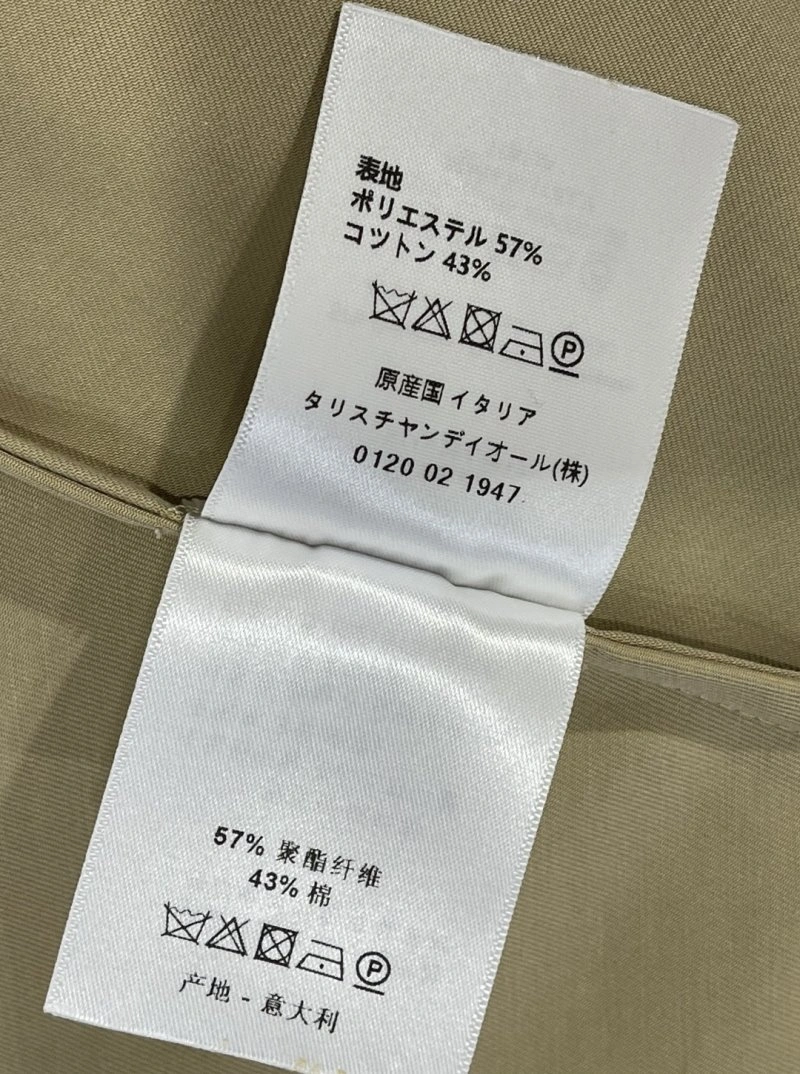 表地
ポリエステル 57%
コットン 43%
P
原産国 イタリア
タリスチャンデイオール(株)
0120 02 1947
57% 聚酯纤维
43% 棉
P
产地 - 意大利